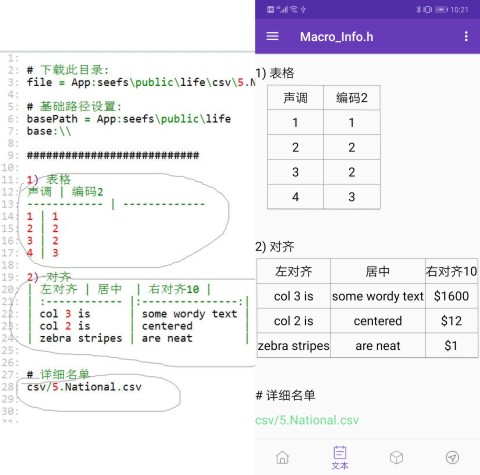 1:
2: # 下载此目录:
3: file = App:seefs\public\life\csv\5.N
4:
5: # 基础路径设置:
6: basePath = App:seefs\public\life
7: base:\\
8:
9: ##########################
10:
11: 1) 表格
12: 声调 | 编码2
13: ------------ | -------------
14: 1 | 1
15: 2 | 2
16: 3 | 2
17: 4 | 3
18:
19: 2) 对齐
20: | 左对齐 | 居中 | 右对齐10 |
21: | :------------ |:---------------:|
22: | col 3 is | some wordy text |
23: | col 2 is | centered |
24: | zebra stripes | are neat |
25:
26:
27: # 详细名单
28: csv/5.National.csv
29:
30:
31:
10:21
Macro_Info.h
1) 表格
声调 编码2
1 1
2 2
3 2
4 3
2) 对齐
左对齐 居中 右对齐10
col 3 is some wordy text $1600
col 2 is centered $12
zebra stripes are neat $1
# 详细名单
csv/5.National.csv
文本